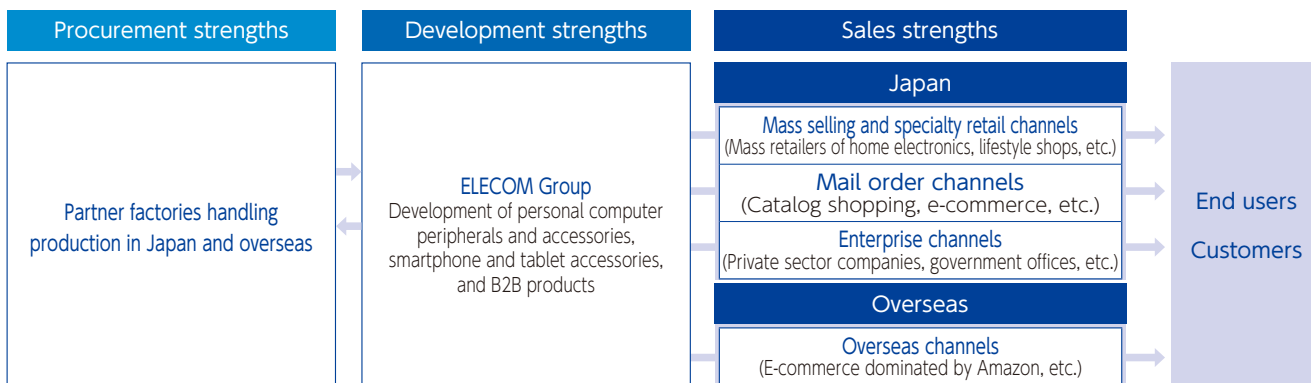 Procurement strengths
Development strengths
Sales strengths
Partner factories handling
production in Japan and overseas
ELECOM Group
Development of personal computer
peripherals and accessories,
smartphone and tablet accessories,
and B2B products
Japan
Mass selling and specialty retail channels
(Mass retailers of home electronics, lifestyle shops, etc.)
Mail order channels
(Catalog shopping, e-commerce, etc.)
Enterprise channels
(Private sector companies, government offices, etc.)
Overseas
Overseas channels
(E-commerce dominated by Amazon, etc.)
End users
Customers